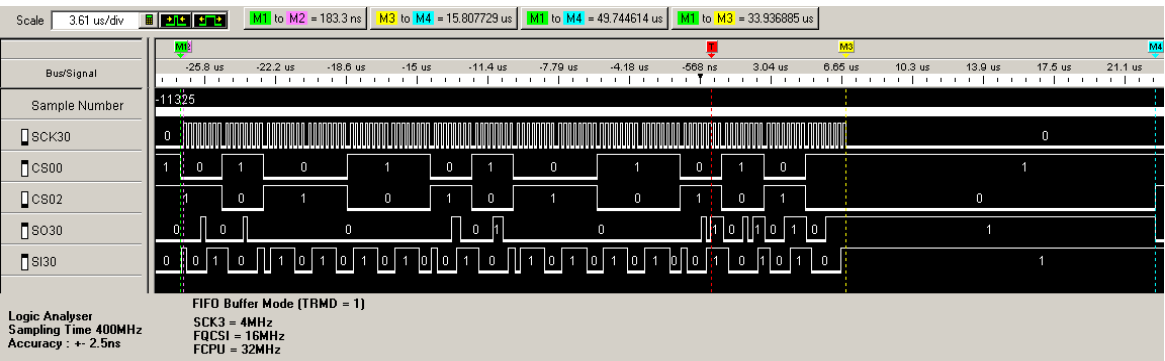 Scale 3.61 us/div M1 to M2 = 183.3 ns M3 to M4 = 15.807729 us M1 to M4 = 49.744614 us M1 to M3 = 33.936885 us
M1 T M3 M4
Bus/Signal -25.8 us -22.2 us -18.6 us -15 us -11.4 us -7.79 us -4.18 us -568 ns 3.04 us 6.65 us 10.3 us 13.9 us 17.5 us 21.1 us
Sample Number -11325
SCK30 0 0
CS00 1 0 1 0 1 0 1 0 1 0 1 0 1
CS02 1 0 1 0 1 0 1 0 1 0 1 0
SO30 0 0 0 0 1 0 1 0 1 0 1 0 1
SI30 0 0 1 0 1 0 1 0 1 0 1 0 1 0 1 0 1 0 1 0 1 0 1 0 1 0 1
FIFO Buffer Mode (TRMD = 1)
Logic Analyser
Sampling Time 400MHz
Accuracy : +- 2.5ns
SCK3 = 4MHz
FQCSI = 16MHz
FCPU = 32MHz